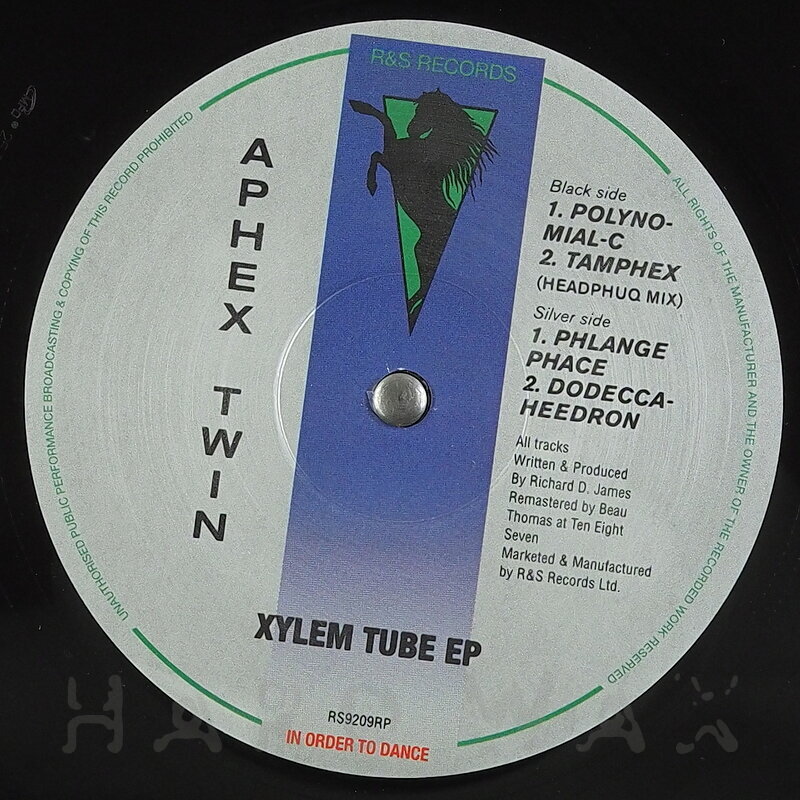 R&S RECORDS
APHEX TWIN
Black side
1. POLYNO-
MIAL-C
2. TAMPHEX
(HEADPHUQ MIX)
Silver side
1. PHLANGE
PHACE
2. DODECCA-
HEEDRON
All tracks
Written & Produced
By Richard D. James
Remastered by Beau
Thomas at Ten Eight
Seven
Marketed & Manufactured
by R&S Records Ltd.
XYLEM TUBE EP
RS9209RP
IN ORDER TO DANCE
UNAUTHORISED PUBLIC PERFORMANCE BROADCASTING & COPYING OF THIS RECORD PROHIBITED
ALL RIGHTS OF THE MANUFACTURER AND THE OWNER OF THE RECORDED WORK RESERVED
HARD WAX